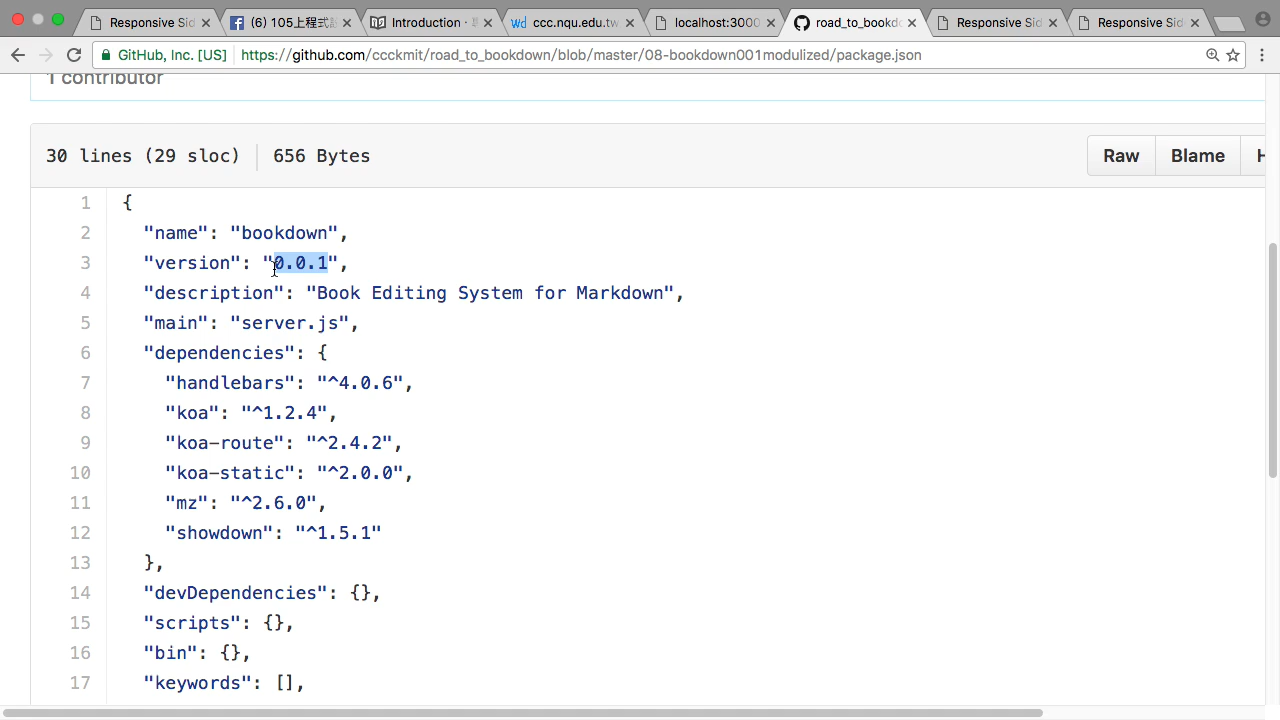 Responsive Sid
(6) 105上程式設
Introduction ·
ccc.nqu.edu.tw
localhost:3000
road_to_bookdo
Responsive Sid
Responsive Sid
GitHub, Inc. [US]
https://github.com/ccckmit/road_to_bookdown/blob/master/08-bookdown001modulized/package.json
1 contributor
30 lines (29 sloc)
656 Bytes
Raw
Blame
H
1 {
2 "name": "bookdown",
3 "version": "0.0.1",
4 "description": "Book Editing System for Markdown",
5 "main": "server.js",
6 "dependencies": {
7 "handlebars": "^4.0.6",
8 "koa": "^1.2.4",
9 "koa-route": "^2.4.2",
10 "koa-static": "^2.0.0",
11 "mz": "^2.6.0",
12 "showdown": "^1.5.1"
13 },
14 "devDependencies": {},
15 "scripts": {},
16 "bin": {},
17 "keywords": [],